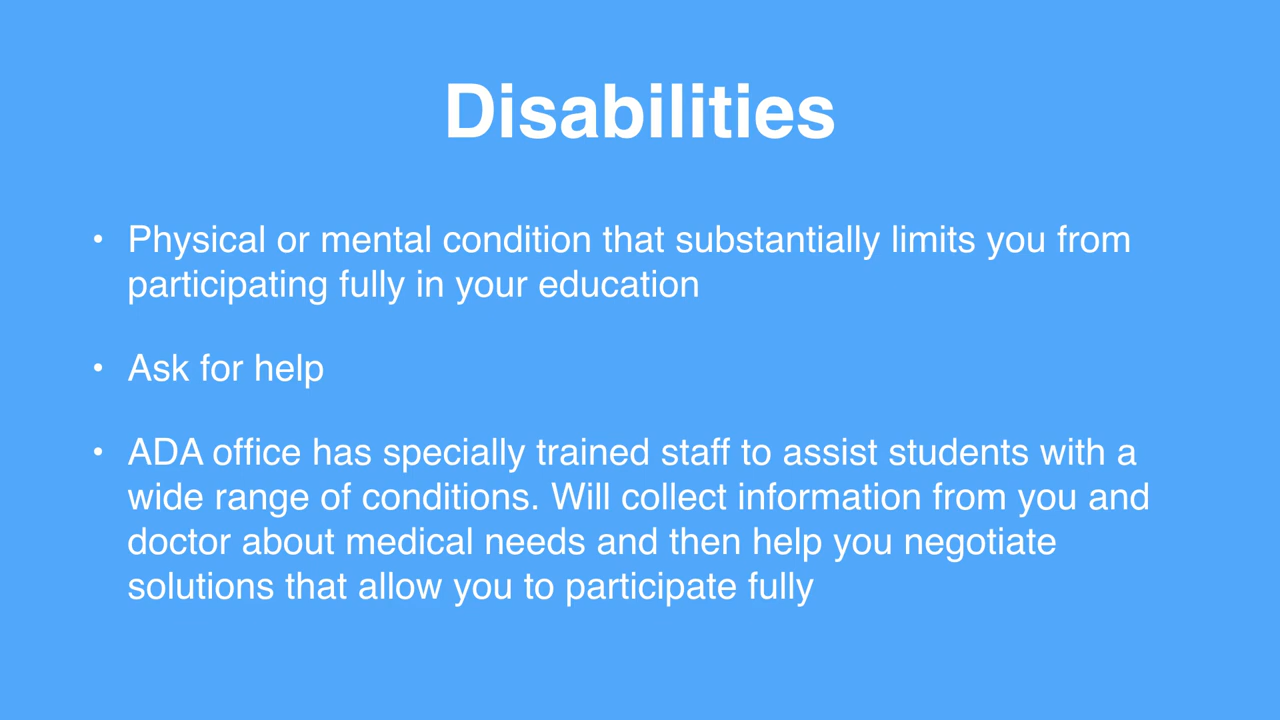 Disabilities
• Physical or mental condition that substantially limits you from
participating fully in your education
• Ask for help
• ADA office has specially trained staff to assist students with a
wide range of conditions. Will collect information from you and
doctor about medical needs and then help you negotiate
solutions that allow you to participate fully